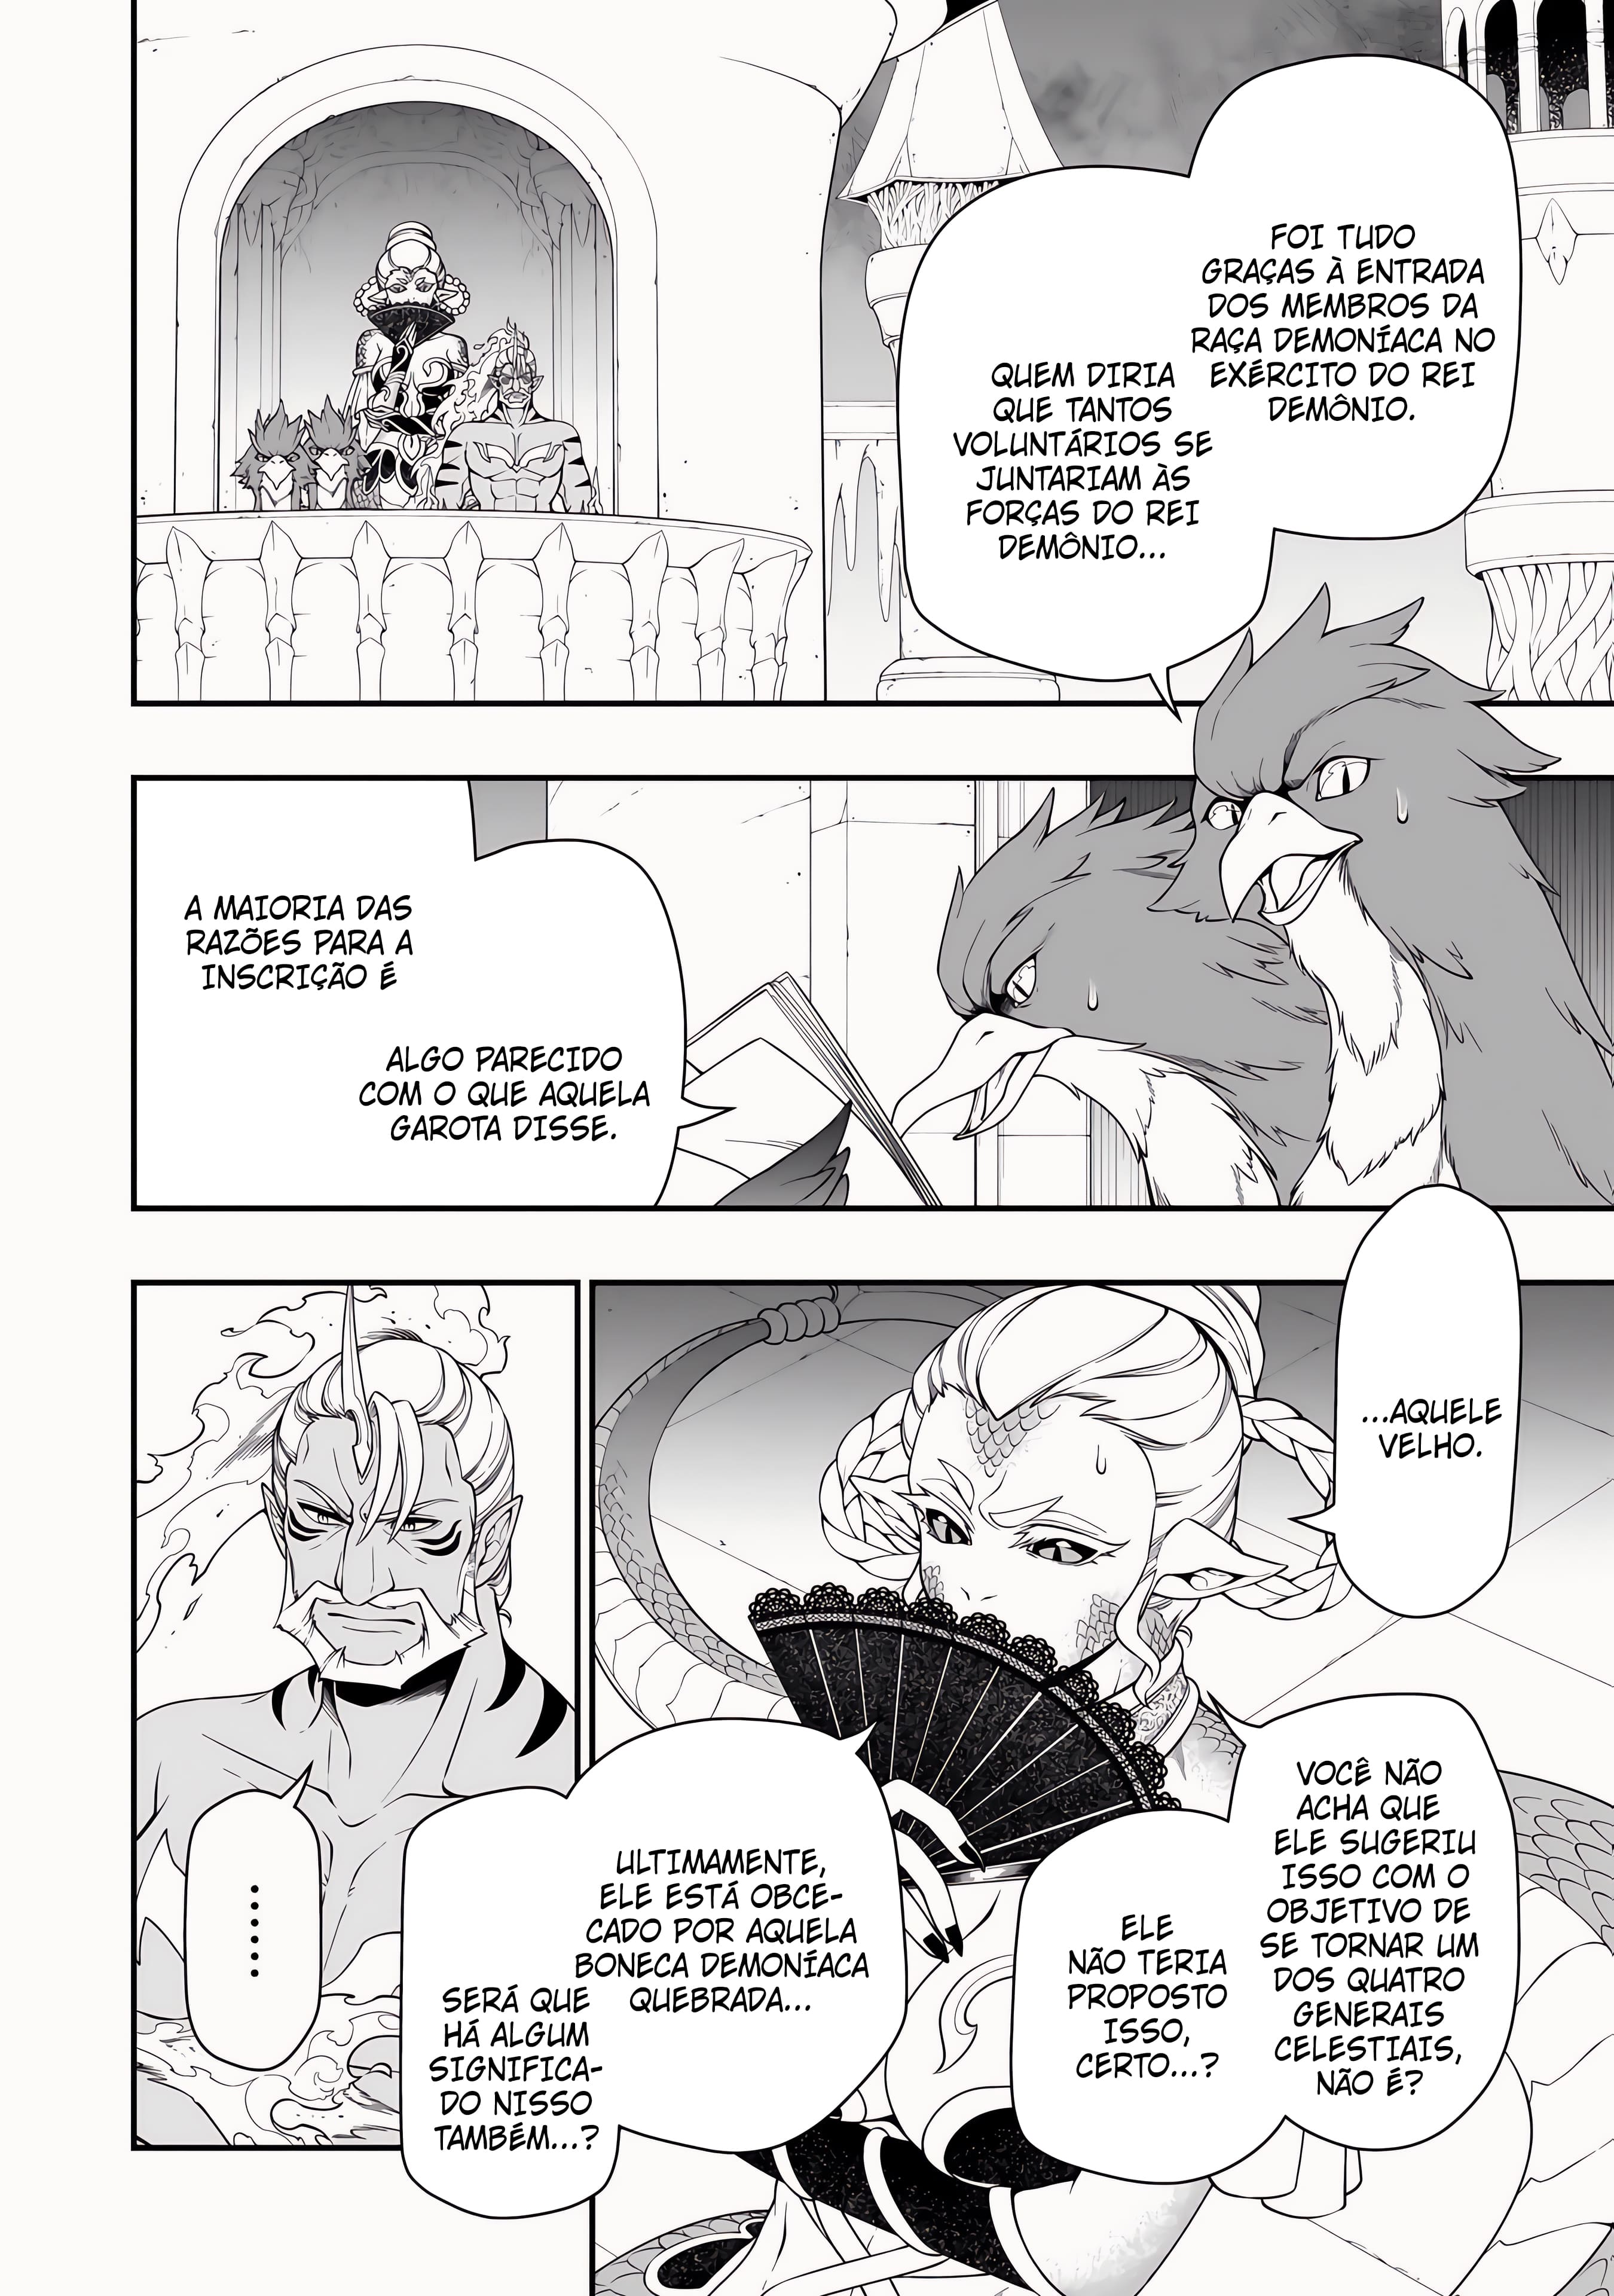 FOI TUDO
GRAÇAS À ENTRADA
DOS MEMBROS DA
RAÇA DEMONÍACA NO
EXÉRCITO DO REI
DEMÔNIO.
QUEM DIRIA
QUE TANTOS
VOLUNTÁRIOS SE
JUNTARIAM ÀS
FORÇAS DO REI
DEMÔNIO...
A MAIORIA DAS
RAZÕES PARA A
INSCRIÇÃO É
ALGO PARECIDO
COM O QUE AQUELA
GAROTA DISSE.
...AQUELE
VELHO.
VOCÊ NÃO
ACHA QUE
ELE SUGERIU
ISSO COM O
OBJETIVO DE
SE TORNAR UM
DOS QUATRO
GENERAIS
CELESTIAIS,
NÃO É?
ELE
NÃO TERIA
PROPOSTO
ISSO,
CERTO...?
ULTIMAMENTE,
ELE ESTÁ OBCE-
CADO POR AQUELA
BONECA DEMONÍACA
QUEBRADA...
SERÁ QUE
HÁ ALGUM
SIGNIFICA-
DO NISSO
TAMBÉM...?
......